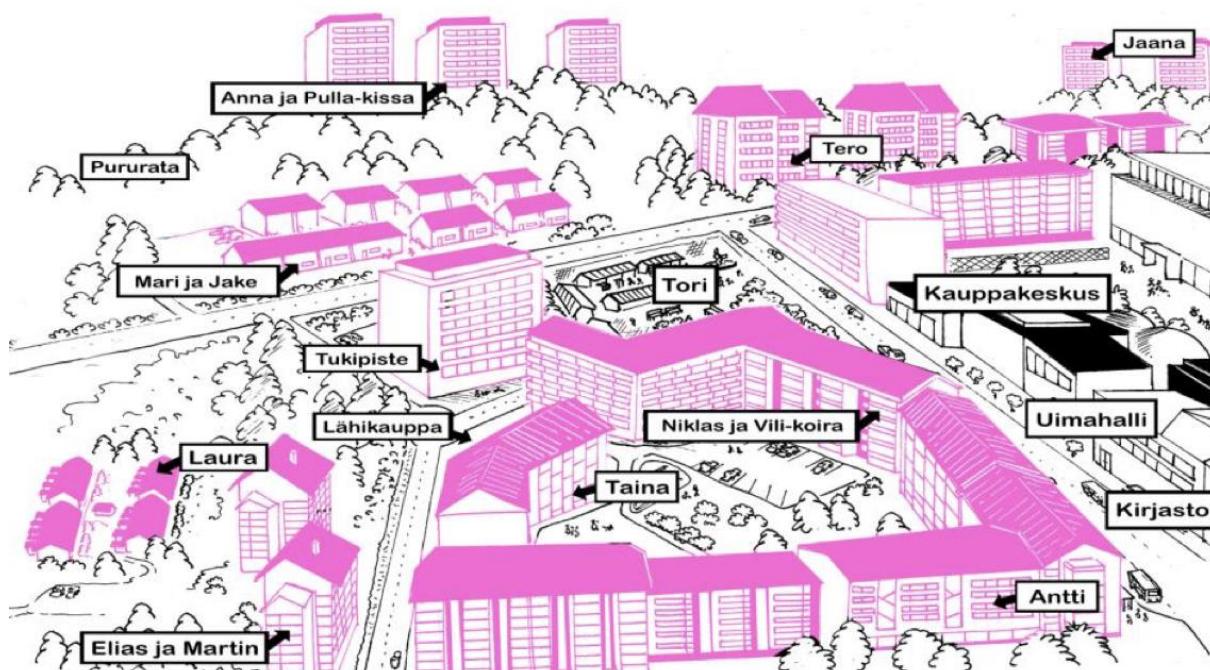 Jaana
Anna ja Pulla-kissa
Tero
Pururata
Mari ja Jake
Tori
Kauppakeskus
Tukipiste
Lähikauppa
Niklas ja Vili-koira
Uimahalli
Laura
Taina
Kirjasto
Antti
Elias ja Martin